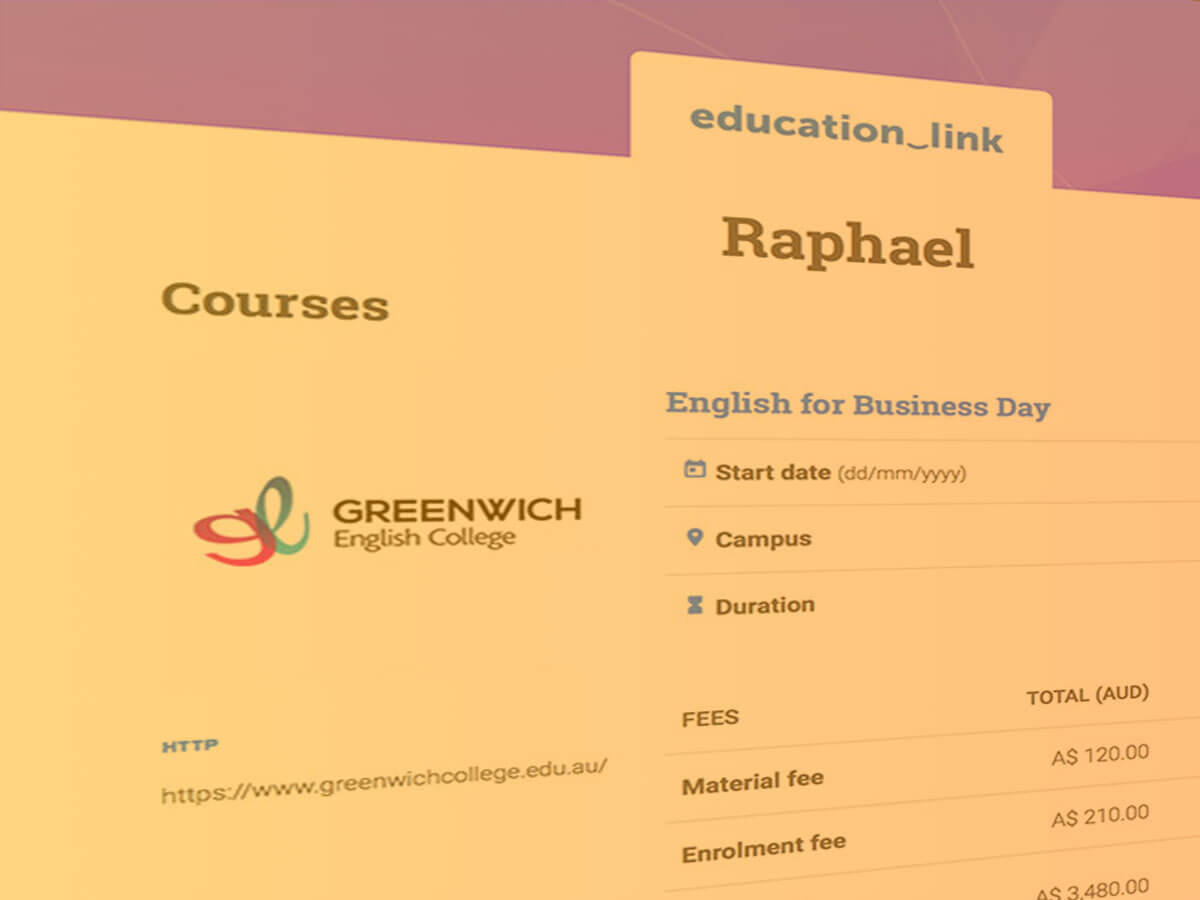 education_link
Raphael
Courses
English for Business Day
Start date (dd/mm/yyyy)
GREENWICH
English College
Campus
Duration
FEES TOTAL (AUD)
HTTP
https://www.greenwichcollege.edu.au/
Material fee A$ 120.00
Enrolment fee A$ 210.00
A$ 3,480.00